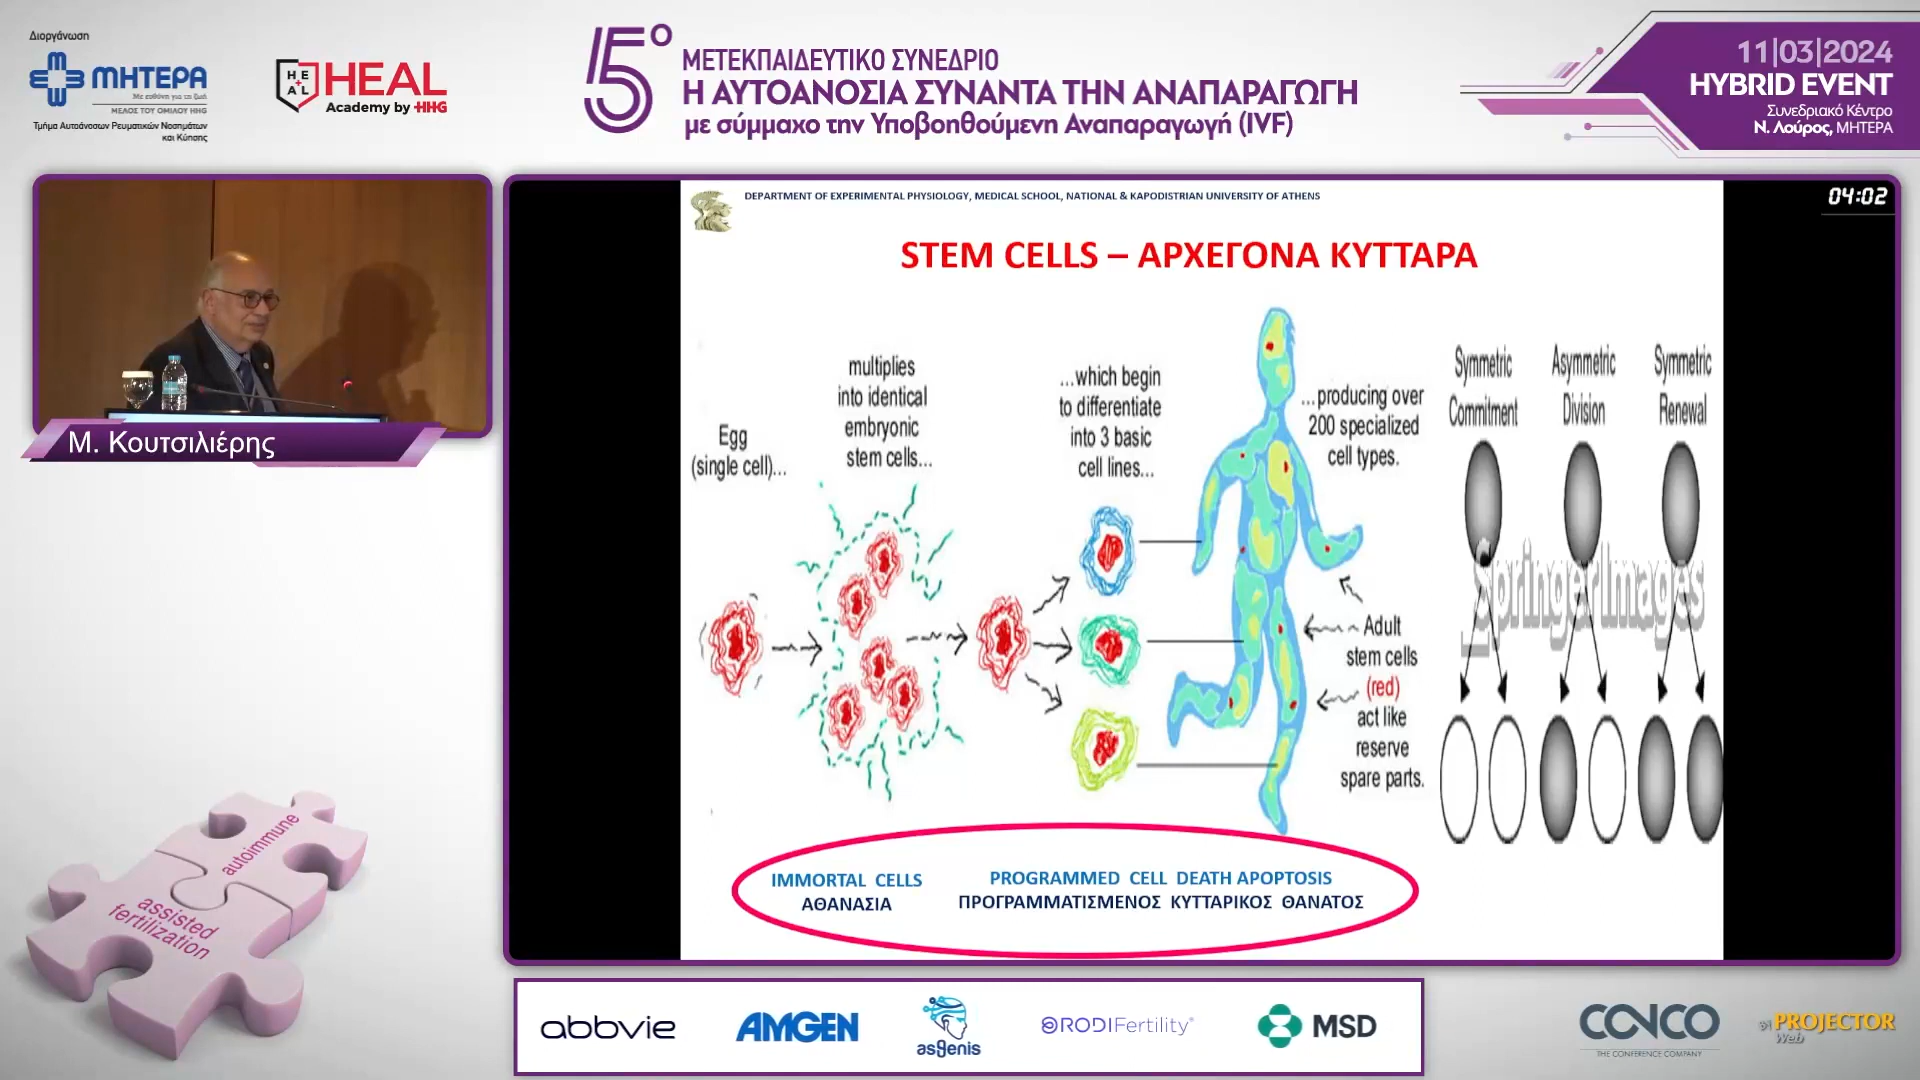 Διοργάνωση
ΜΗΤΕΡΑ
Με ευθύνη για τη ζωή
ΜΕΛΟΣ ΤΟΥ ΟΜΙΛΟΥ HHG
Τμήμα Αυτοάνοσων Ρευματικών Νοσημάτων
και Κύησης
HEAL
HEAL
Academy by HHG
5º
ΜΕΤΕΚΠΑΙΔΕΥΤΙΚΟ ΣΥΝΕΔΡΙΟ
Η ΑΥΤΟΑΝΟΣΙΑ ΣΥΝΑΝΤΑ ΤΗΝ ΑΝΑΠΑΡΑΓΩΓΗ
με σύμμαχο την Υποβοηθούμενη Αναπαραγωγή (IVF)
11|03|2024
HYBRID EVENT
Συνεδριακό Κέντρο
Ν. Λούρος, ΜΗΤΕΡΑ
Μ. Κουτσιλιέρης
04:02
DEPARTMENT OF EXPERIMENTAL PHYSIOLOGY, MEDICAL SCHOOL, NATIONAL & KAPODISTRIAN UNIVERSITY OF ATHENS
STEM CELLS – ΑΡΧΕΓΟΝΑ ΚΥΤΤΑΡΑ
Egg
(single cell)...
multiplies
into identical
embryonic
stem cells...
...which begin
to differentiate
into 3 basic
cell lines...
...producing over
200 specialized
cell types.
Adult
stem cells
(red)
act like
reserve
spare parts.
Symmetric
Commitment
Asymmetric
Division
Symmetric
Renewal
SpringerImages
IMMORTAL CELLS
ΑΘΑΝΑΣΙΑ
PROGRAMMED CELL DEATH APOPTOSIS
ΠΡΟΓΡΑΜΜΑΤΙΣΜΕΝΟΣ ΚΥΤΤΑΡΙΚΟΣ ΘΑΝΑΤΟΣ
autoimmune
assisted
fertilization
abbvie
AMGEN
asgenis
RODIFertility
MSD
CONCO
THE CONFERENCE COMPANY
PROJECTOR
Web